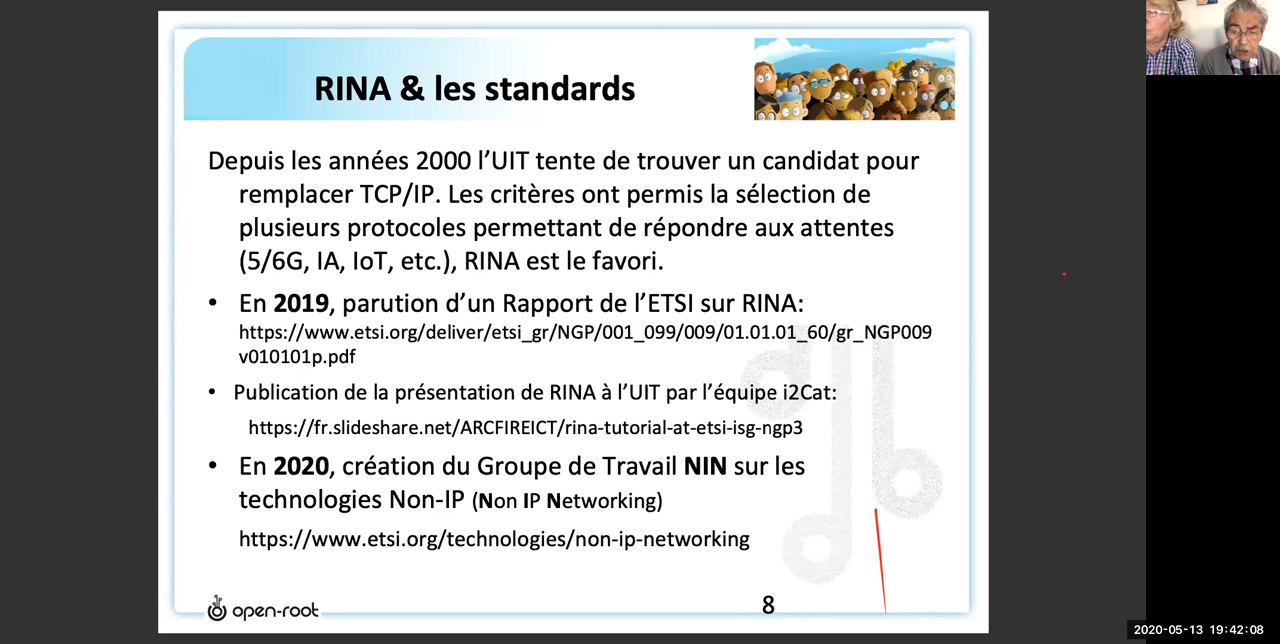 RINA & les standards
Depuis les années 2000 l’UIT tente de trouver un candidat pour
remplacer TCP/IP. Les critères ont permis la sélection de
plusieurs protocoles permettant de répondre aux attentes
(5/6G, IA, IoT, etc.), RINA est le favori.
• En 2019, parution d’un Rapport de l’ETSI sur RINA:
https://www.etsi.org/deliver/etsi_gr/NGP/001_099/009/01.01.01_60/gr_NGP009
v010101p.pdf
• Publication de la présentation de RINA à l’UIT par l’équipe i2Cat:
https://fr.slideshare.net/ARCFIREICT/rina-tutorial-at-etsi-isg-ngp3
• En 2020, création du Groupe de Travail NIN sur les
technologies Non-IP (Non IP Networking)
https://www.etsi.org/technologies/non-ip-networking
open-root
8
2020-05-13 19:42:08